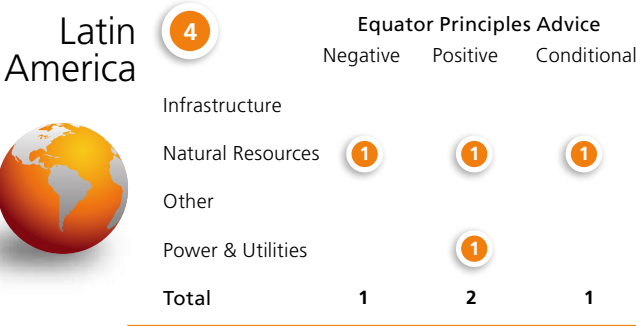 Latin
America
4
Equator Principles Advice
Negative Positive Conditional
Infrastructure
Natural Resources 1 1 1
Other
Power & Utilities 1
Total 1 2 1